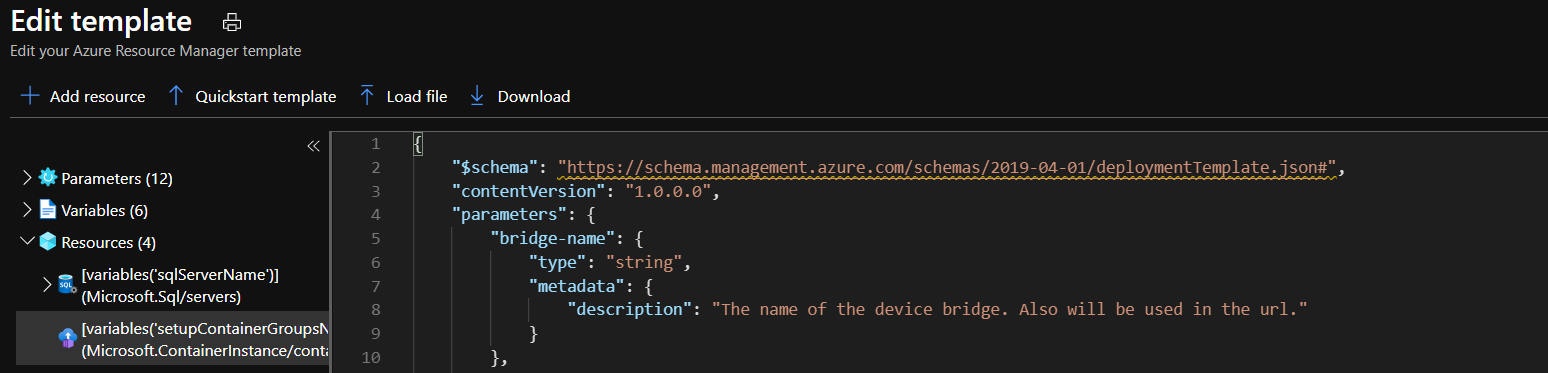 Edit template
Edit your Azure Resource Manager template
Add resource Quickstart template Load file Download
Parameters (12)
Variables (6)
Resources (4)
SQL
[variables('sqlServerName')]
(Microsoft.Sql/servers)
[variables('setupContainerGroupsN
(Microsoft.ContainerInstance/conta
1 {
2 "$schema": "https://schema.management.azure.com/schemas/2019-04-01/deploymentTemplate.json#",
3 "contentVersion": "1.0.0.0",
4 "parameters": {
5 "bridge-name": {
6 "type": "string",
7 "metadata": {
8 "description": "The name of the device bridge. Also will be used in the url."
9 }
10 },